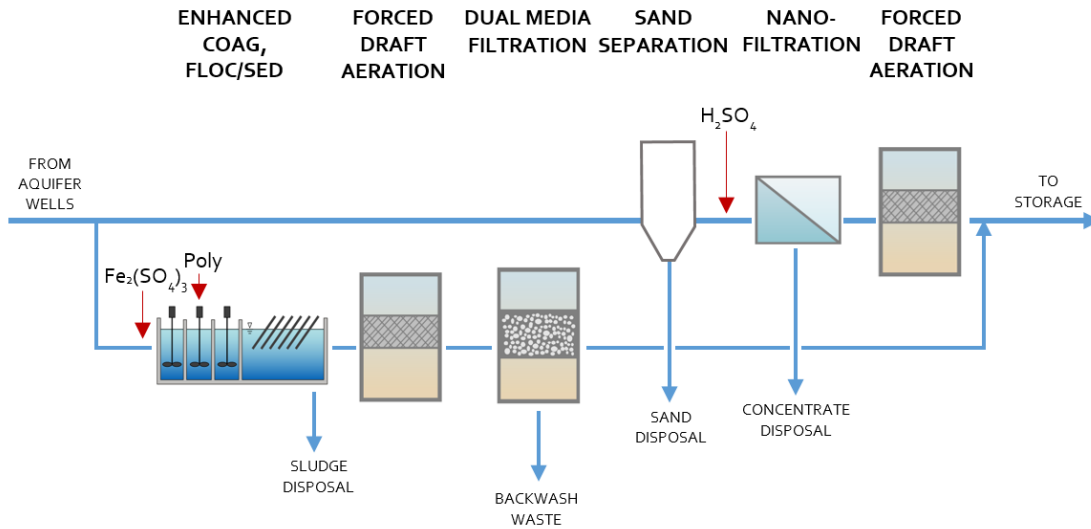 ENHANCED
COAG,
FLOC/SED
FORCED
DRAFT
AERATION
DUAL MEDIA
FILTRATION
SAND
SEPARATION
NANO-
FILTRATION
FORCED
DRAFT
AERATION
H₂SO₄
FROM
AQUIFER
WELLS
TO
STORAGE
Fe₂(SO₄)₃
Poly
SLUDGE
DISPOSAL
BACKWASH
WASTE
SAND
DISPOSAL
CONCENTRATE
DISPOSAL